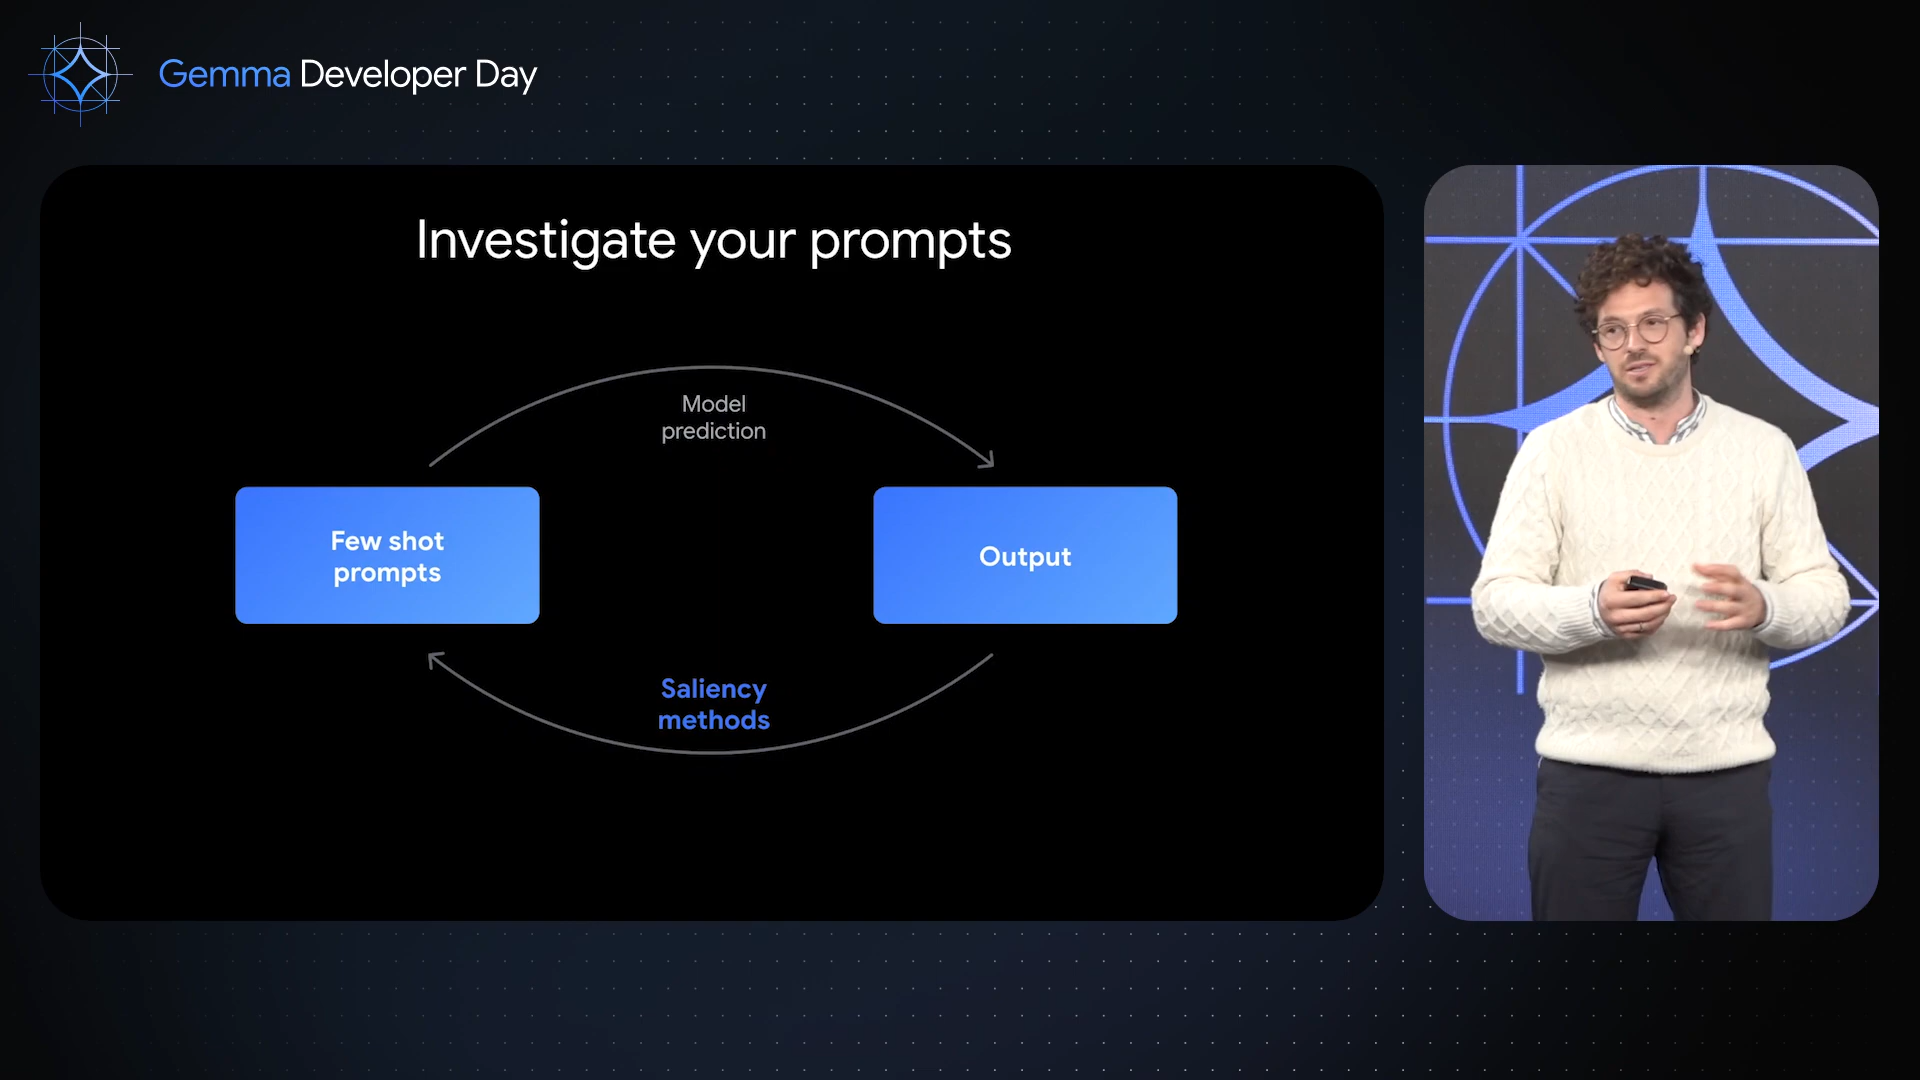 Gemma Developer Day
Investigate your prompts
Model
prediction
Few shot
prompts
Output
Saliency
methods